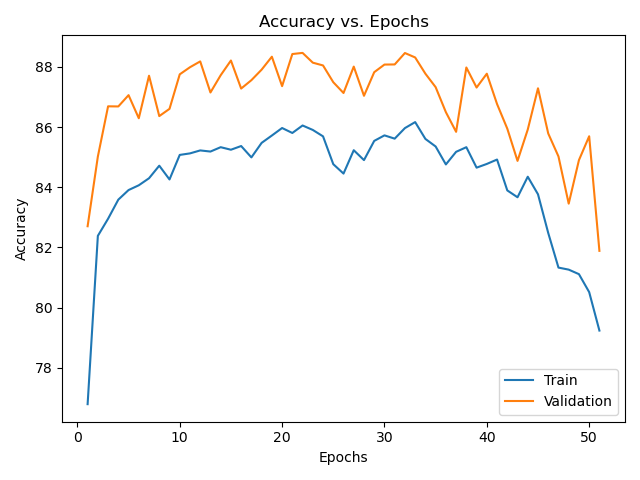 Accuracy vs. Epochs
Accuracy
88
86
84
82
80
78
0 10 20 30 40 50
Epochs
Train
Validation